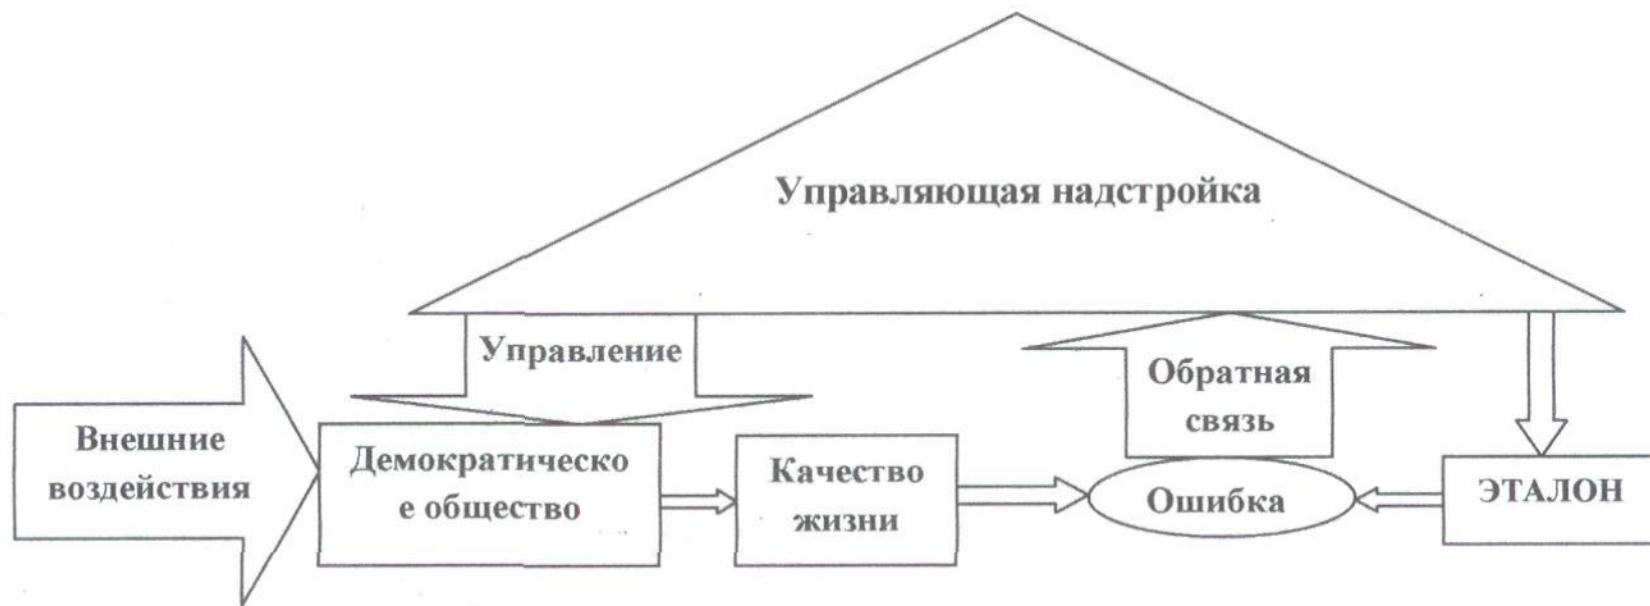 Управляющая надстройка
Управление
Обратная
связь
Внешние
воздействия
Демократическо
е общество
Качество
жизни
Ошибка
ЭТАЛОН